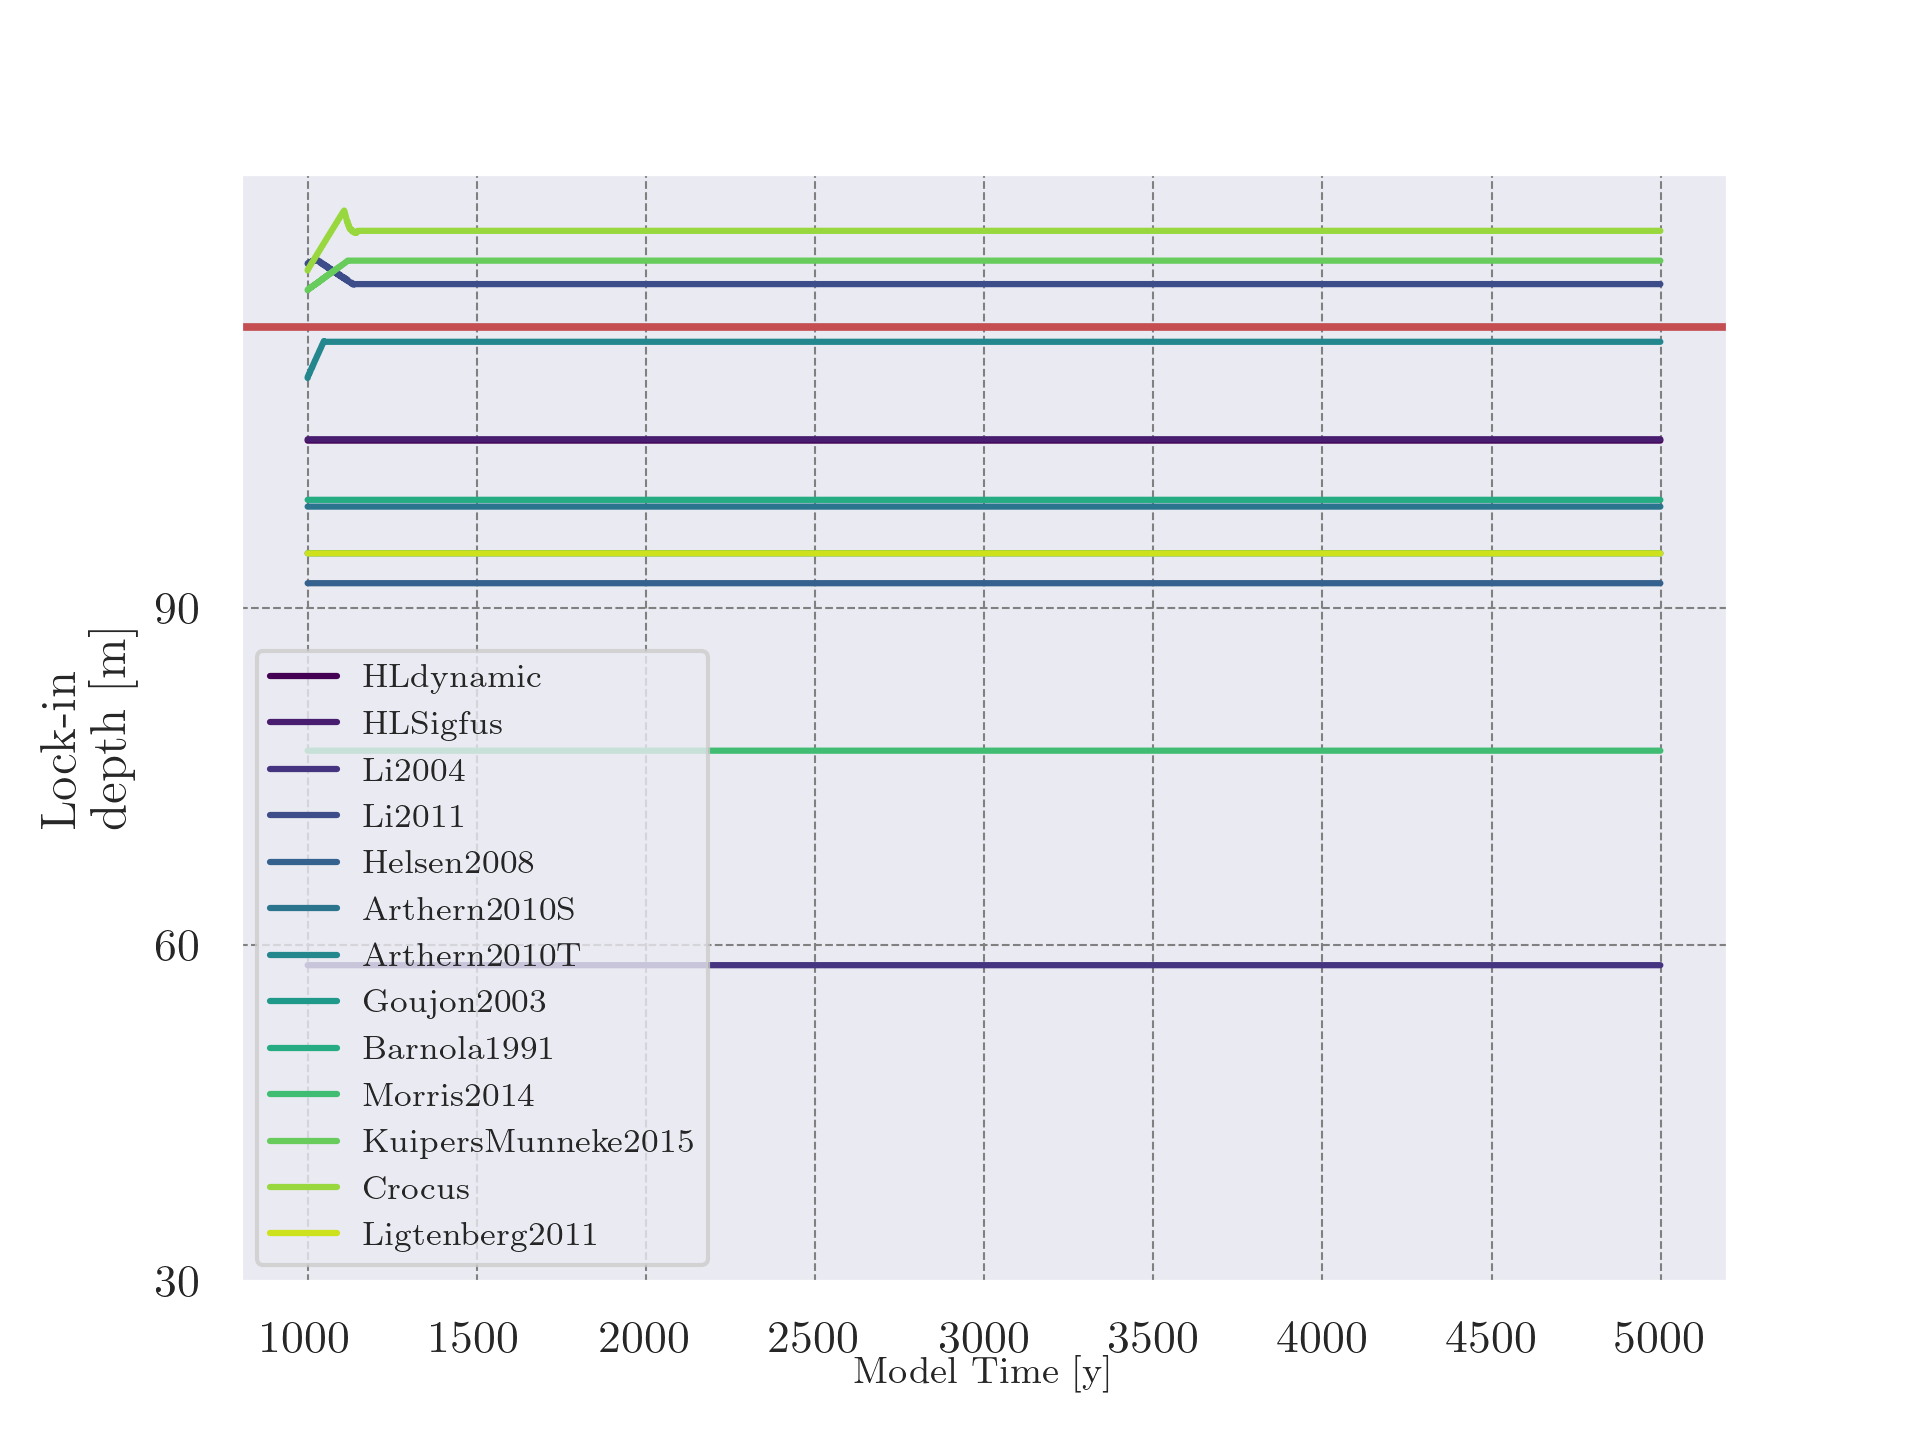 Lock-in
depth [m]
90
60
30
HLdynamic
HLSigfus
Li2004
Li2011
Helsen2008
Arthern2010S
Arthern2010T
Goujon2003
Barnola1991
Morris2014
KuipersMunneke2015
Crocus
Ligtenberg2011
1000 1500 2000 2500 3000 3500 4000 4500 5000
Model Time [y]